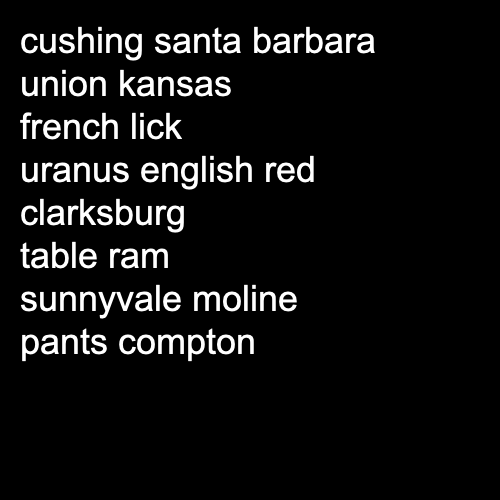 cushing santa barbara
union kansas
french lick
uranus english red
clarksburg
table ram
sunnyvale moline
pants compton